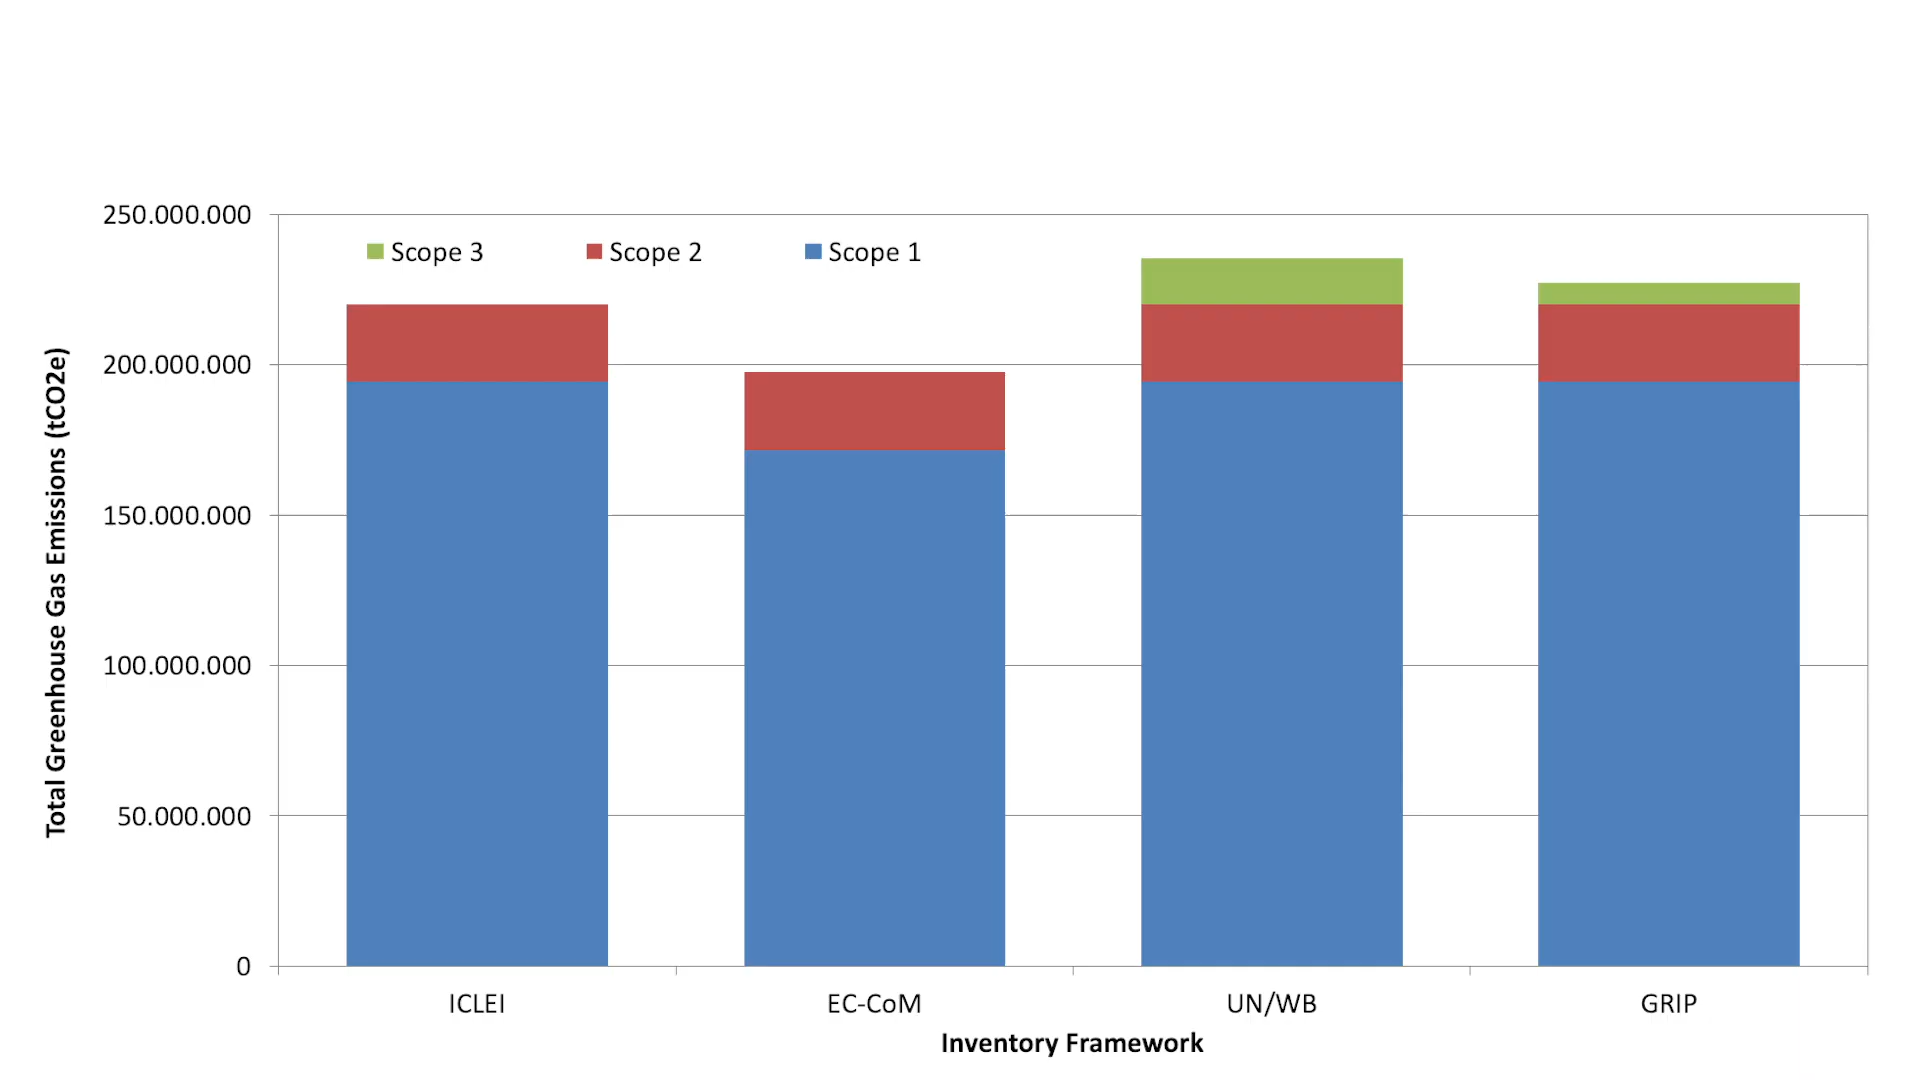 250.000.000
Scope 3 Scope 2 Scope 1
200.000.000
150.000.000
100.000.000
50.000.000
0
Total Greenhouse Gas Emissions (tCO2e)
ICLEI EC-CoM UN/WB GRIP
Inventory Framework